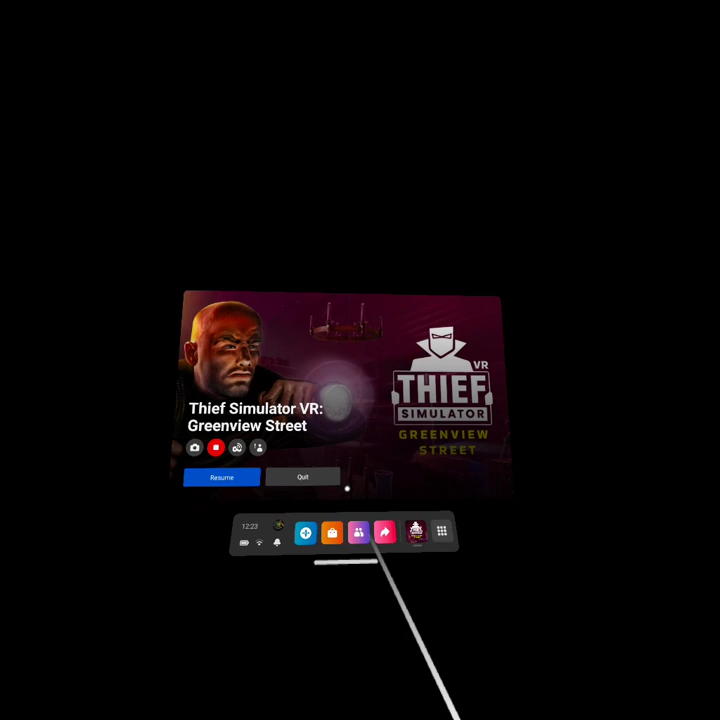 VR
THIEF
SIMULATOR
GREENVIEW
STREET
Thief Simulator VR:
Greenview Street
Resume
Quit
12:23